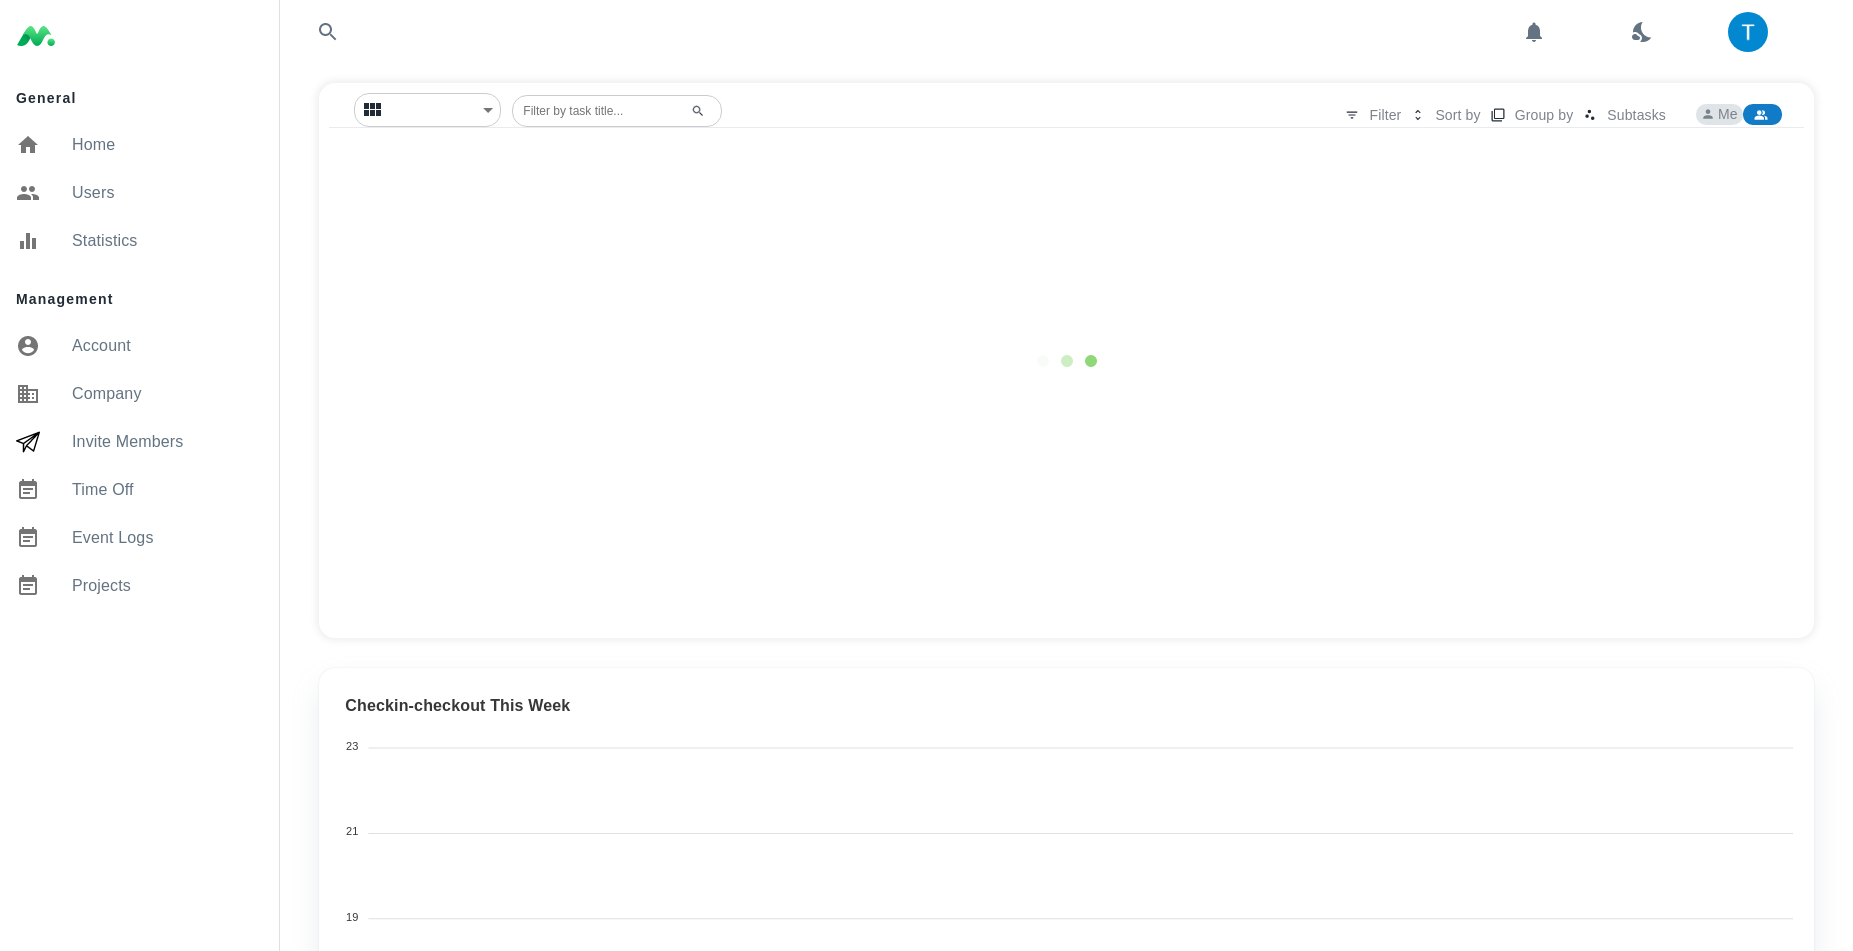 General
Home
Users
Statistics
Management
Account
Company
Invite Members
Time Off
Event Logs
Projects
T
Filter by task title...
Filter
Sort by
Group by
Subtasks
Me
Checkin-checkout This Week
23
21
19